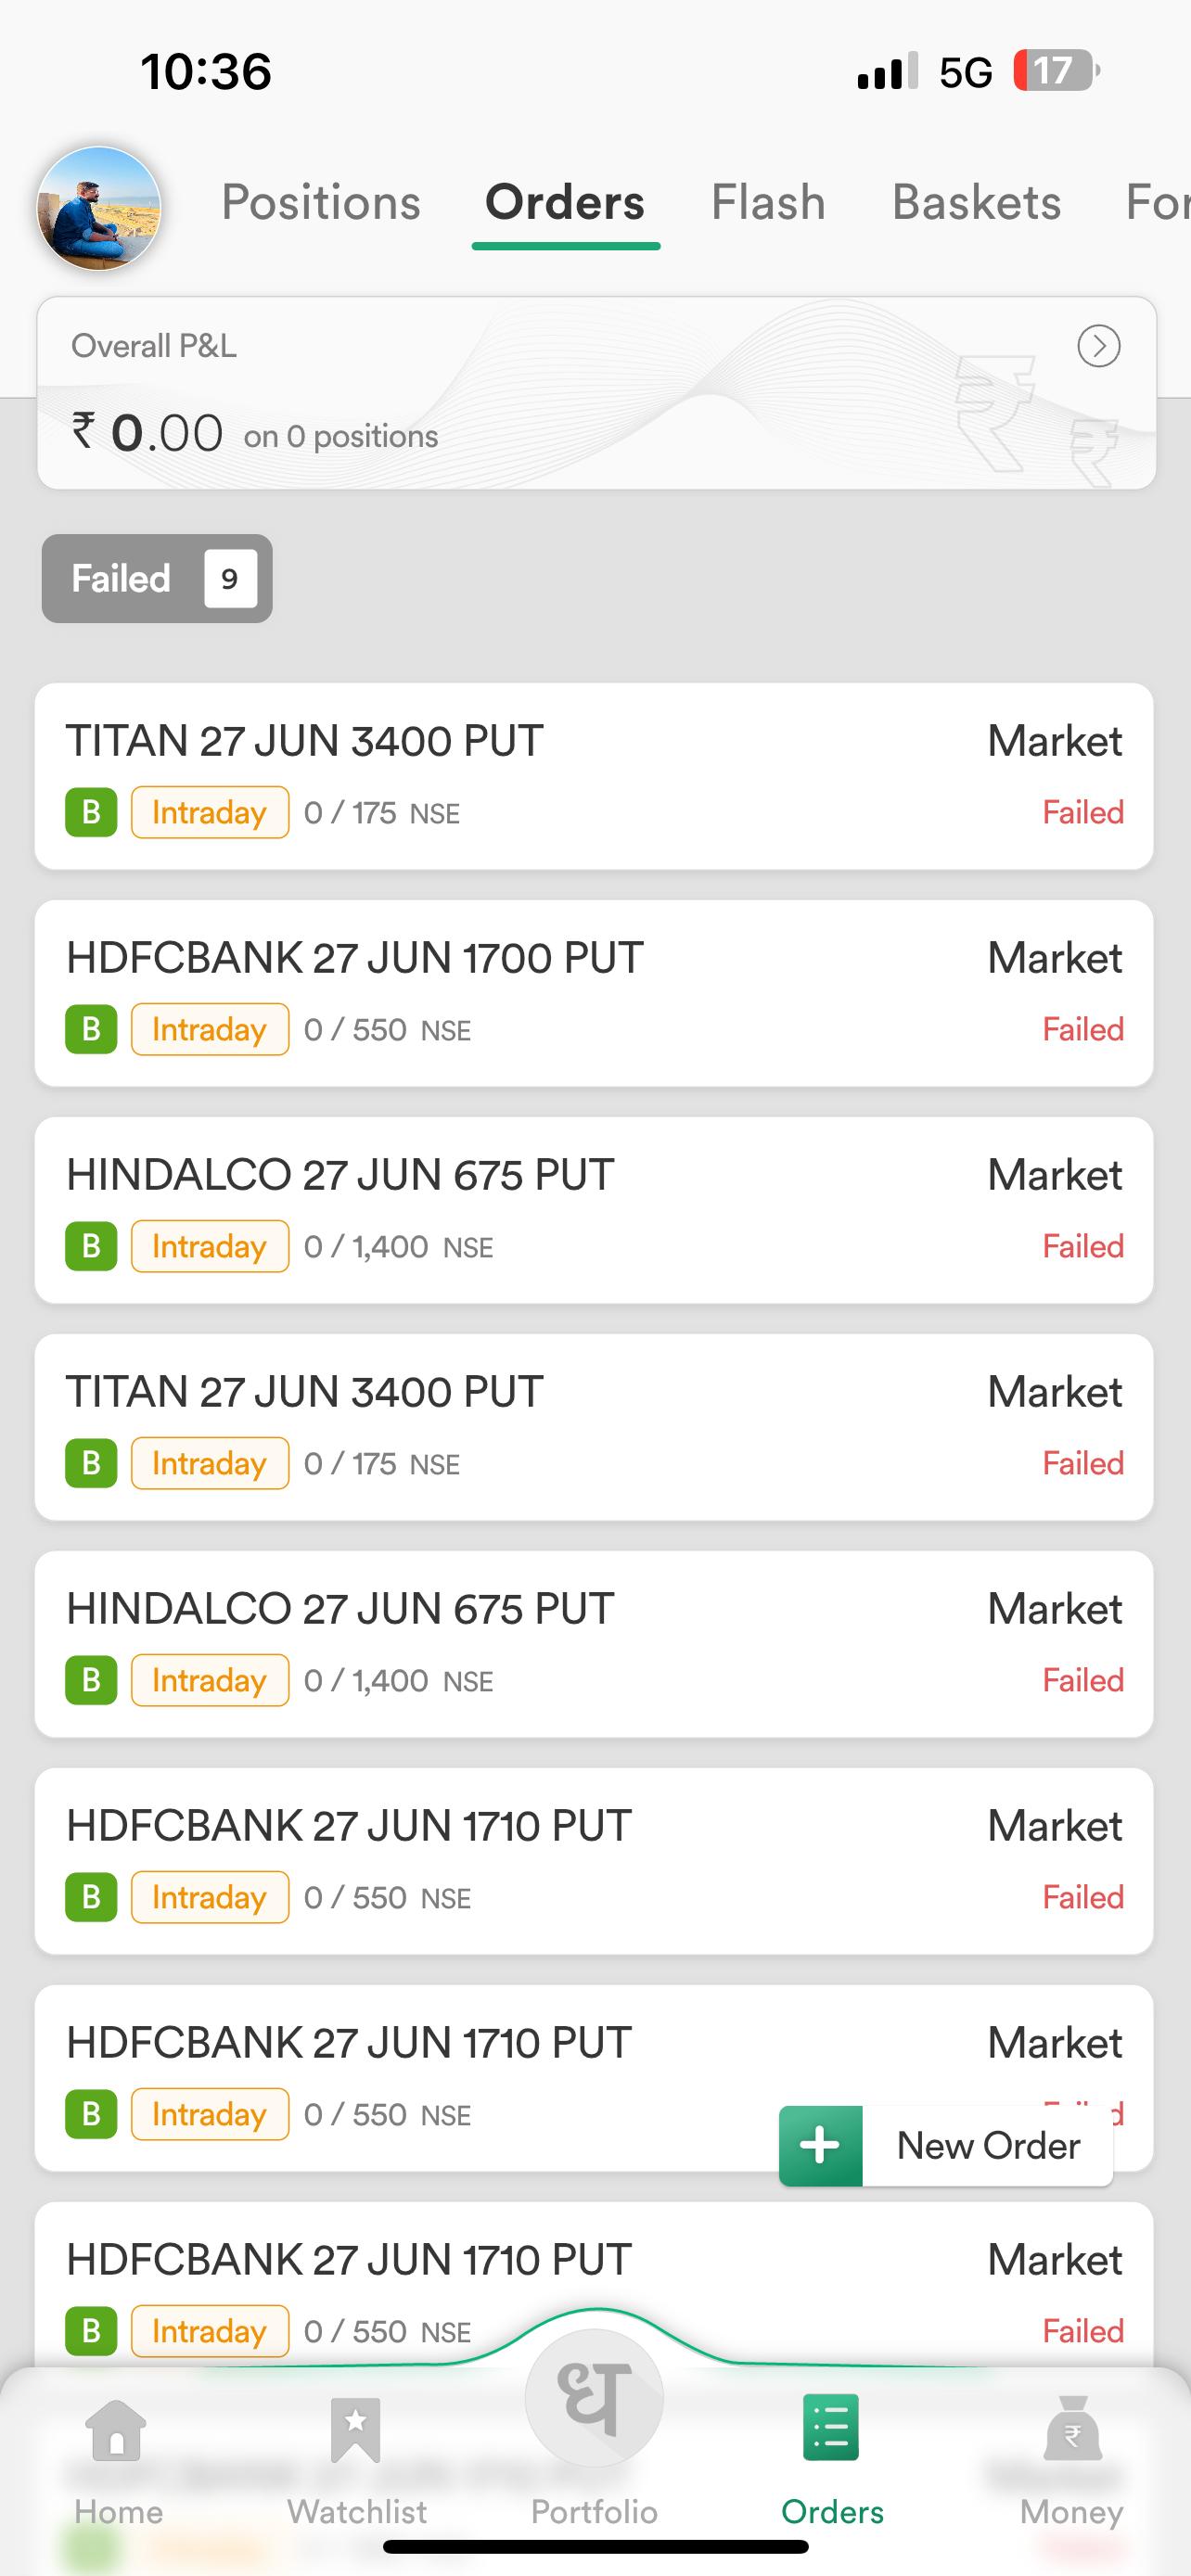 10:36
5G 17
Positions Orders Flash Baskets For
Overall P&L
₹ 0.00 on 0 positions
Failed 9
TITAN 27 JUN 3400 PUT Market
B Intraday 0 / 175 NSE Failed
HDFCBANK 27 JUN 1700 PUT Market
B Intraday 0 / 550 NSE Failed
HINDALCO 27 JUN 675 PUT Market
B Intraday 0 / 1,400 NSE Failed
TITAN 27 JUN 3400 PUT Market
B Intraday 0 / 175 NSE Failed
HINDALCO 27 JUN 675 PUT Market
B Intraday 0 / 1,400 NSE Failed
HDFCBANK 27 JUN 1710 PUT Market
B Intraday 0 / 550 NSE Failed
HDFCBANK 27 JUN 1710 PUT Market
B Intraday 0 / 550 NSE
New Order
HDFCBANK 27 JUN 1710 PUT Market
B Intraday 0 / 550 NSE Failed
ध
Home Watchlist Portfolio Orders Money